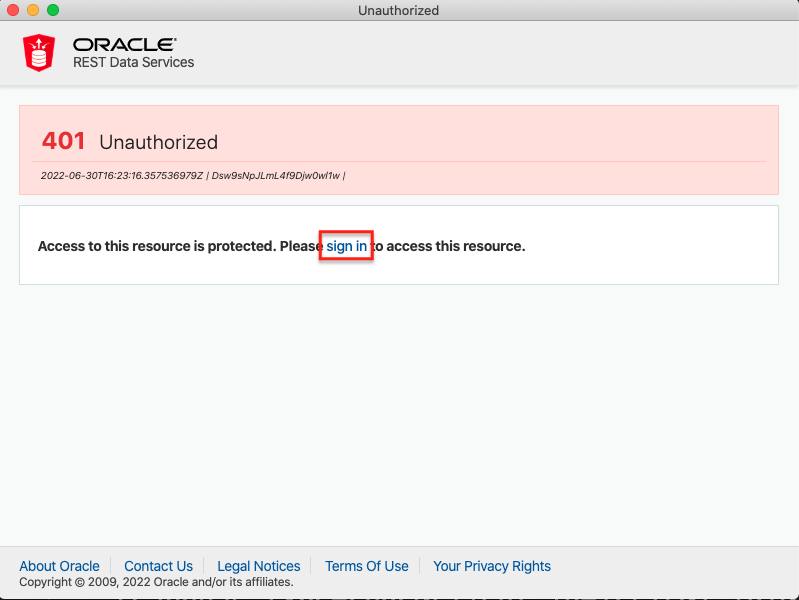 Unauthorized
ORACLE®
REST Data Services
401 Unauthorized
2022-06-30T16:23:16.357536979Z | Dsw9sNpJLmL4f9Djw0wI1w |
Access to this resource is protected. Please sign in to access this resource.
About Oracle Contact Us Legal Notices Terms Of Use Your Privacy Rights
Copyright © 2009, 2022 Oracle and/or its affiliates.